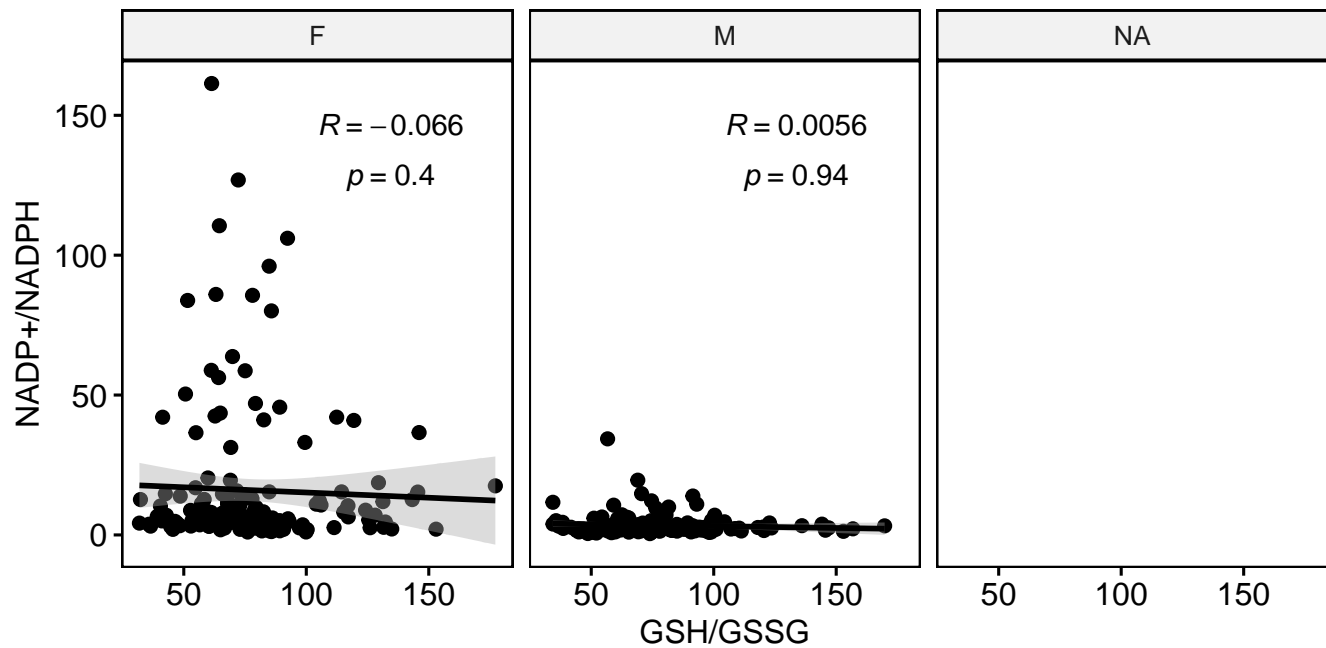 F M NA
NADP+/NADPH
150
100
50
0
R = −0.066
p = 0.4
R = 0.0056
p = 0.94
50 100 150 50 100 150 50 100 150
GSH/GSSG